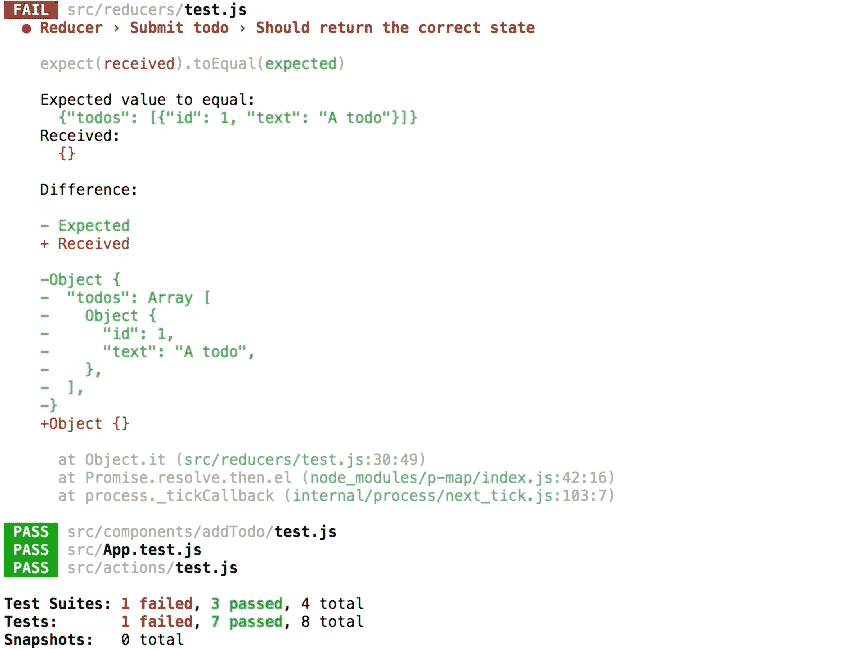 FAIL src/reducers/test.js
● Reducer › Submit todo › Should return the correct state
expect(received).toEqual(expected)
Expected value to equal:
{"todos": [{"id": 1, "text": "A todo"}]}
Received:
{}
Difference:
- Expected
+ Received
-Object {
-  "todos": Array [
-    Object {
-      "id": 1,
-      "text": "A todo",
-    },
-  ],
-}
+Object {}
at Object.it (src/reducers/test.js:30:49)
at Promise.resolve.then.el (node_modules/p-map/index.js:42:16)
at process._tickCallback (internal/process/next_tick.js:103:7)
PASS src/components/addTodo/test.js
PASS src/App.test.js
PASS src/actions/test.js
Test Suites: 1 failed, 3 passed, 4 total
Tests:       1 failed, 7 passed, 8 total
Snapshots:   0 total